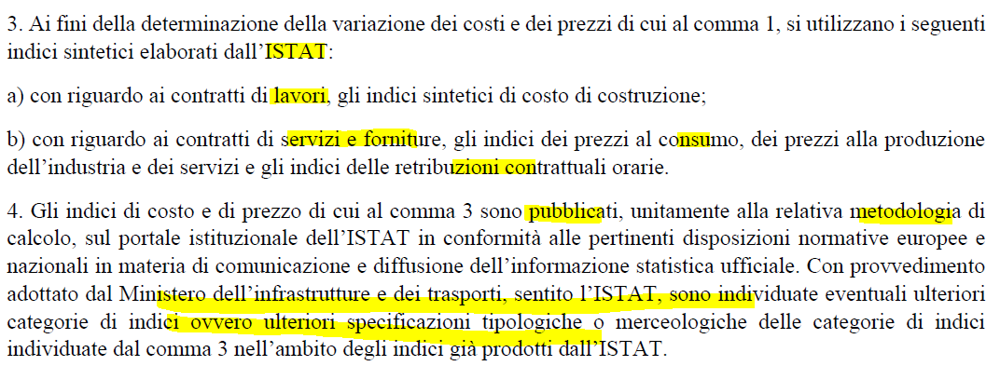 3. Ai fini della determinazione della variazione dei costi e dei prezzi di cui al comma 1, si utilizzano i seguenti
indici sintetici elaborati dall’ISTAT:
a) con riguardo ai contratti di lavori, gli indici sintetici di costo di costruzione;
b) con riguardo ai contratti di servizi e forniture, gli indici dei prezzi al consumo, dei prezzi alla produzione
dell’industria e dei servizi e gli indici delle retribuzioni contrattuali orarie.
4. Gli indici di costo e di prezzo di cui al comma 3 sono pubblicati, unitamente alla relativa metodologia di
calcolo, sul portale istituzionale dell’ISTAT in conformità alle pertinenti disposizioni normative europee e
nazionali in materia di comunicazione e diffusione dell’informazione statistica ufficiale. Con provvedimento
adottato dal Ministero dell’infrastrutture e dei trasporti, sentito l’ISTAT, sono individuate eventuali ulteriori
categorie di indici ovvero ulteriori specificazioni tipologiche o merceologiche delle categorie di indici
individuate dal comma 3 nell’ambito degli indici già prodotti dall’ISTAT.